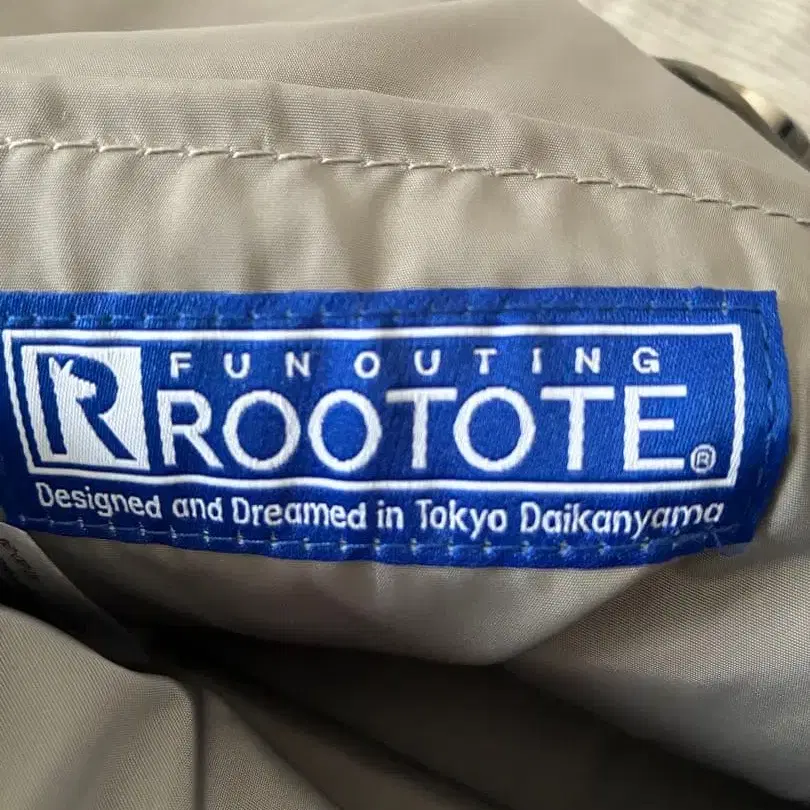 R
FUN OUTING
ROOTOTE®
Designed and Dreamed in Tokyo Daikanyama